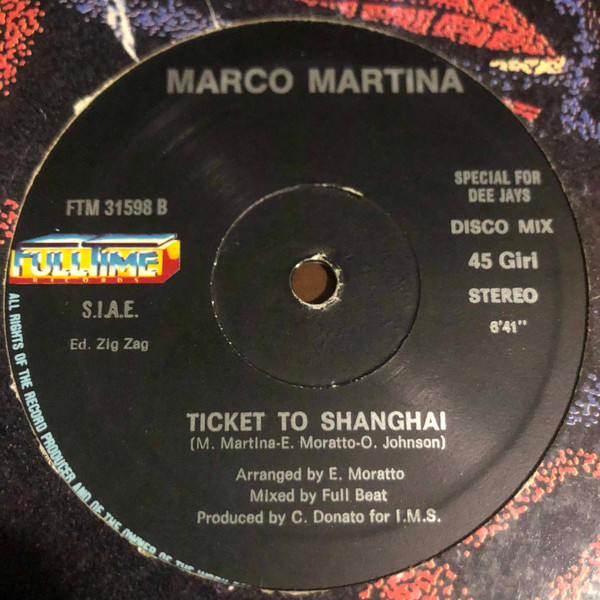 MARCO MARTINA
FTM 31598 B
FULLTIME
RECORDS
S.I.A.E.
Ed. Zig Zag
SPECIAL FOR
DEE JAYS
DISCO MIX
45 Giri
STEREO
6'41"
TICKET TO SHANGHAI
(M. Martina-E. Moratto-O. Johnson)
Arranged by E. Moratto
Mixed by Full Beat
Produced by C. Donato for I.M.S.
ALL RIGHTS OF THE RECORD PRODUCER AND OF THE OWNER OF THE WORK